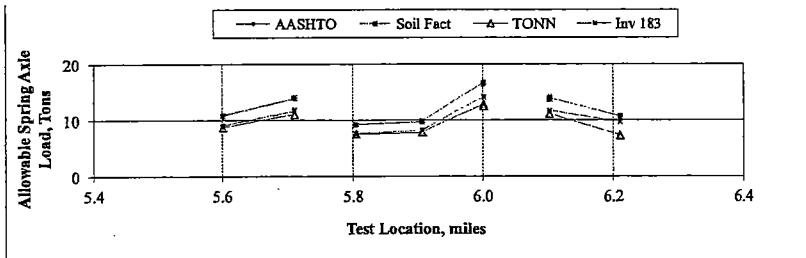 AASHTO Soil Fact TONN Inv 183
Allowable Spring Axle
Load, Tons
20
10
0
5.4 5.6 5.8 6.0 6.2 6.4
Test Location, miles